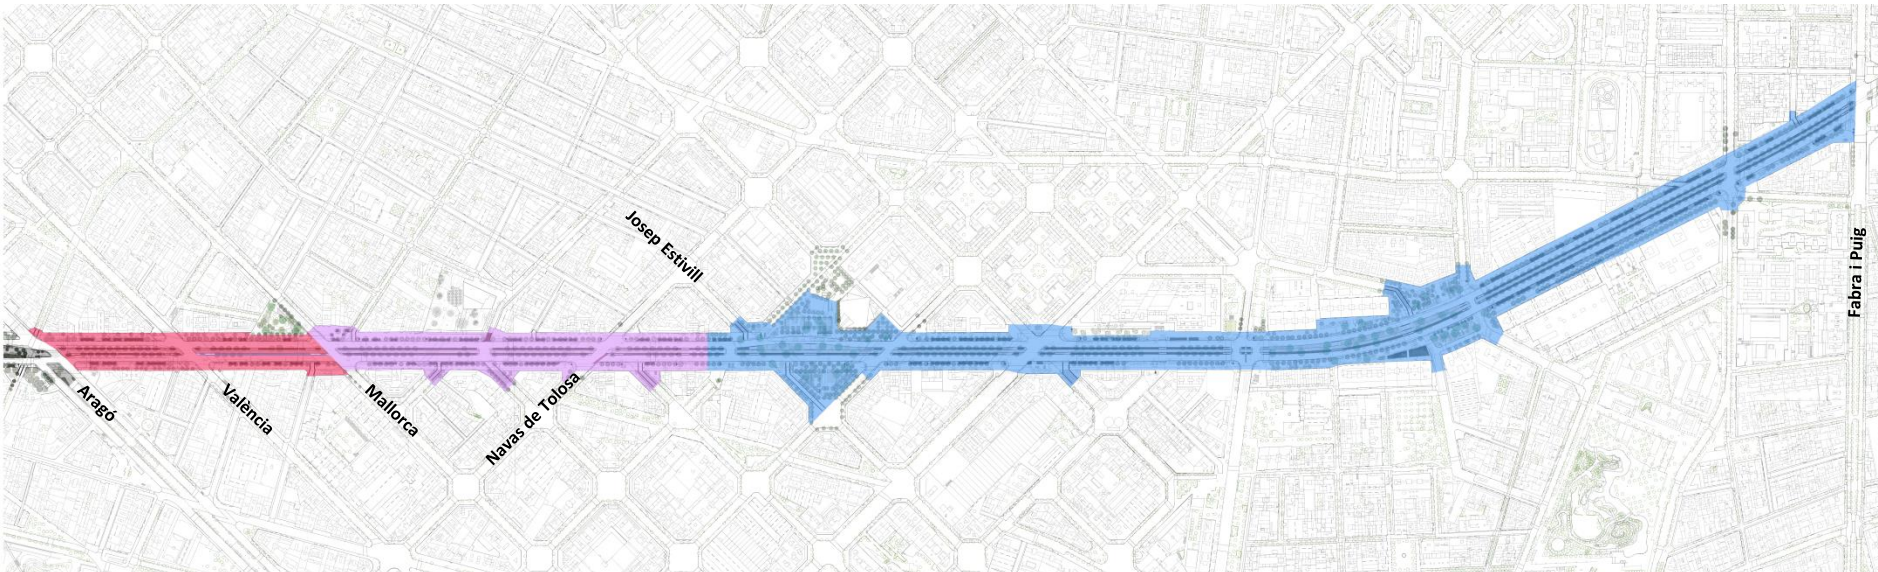 Aragó
València
Mallorca
Navas de Tolosa
Josep Estivill
Fabra i Puig